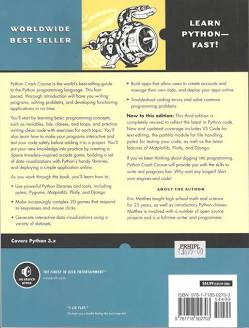 WORLDWIDE
BEST SELLER
LEARN
PYTHON—
FAST!
Python Crash Course is the world's bestselling guide
to the Python programming language. This fast
paced, thorough introduction will have you writing
programs, solving problems, and developing functioning
applications in no time.
You'll start by learning basic programming concepts,
such as variables, lists, classes, and loops, and practice
writing clean code with exercises for each topic. You'll
also learn how to make your programs interactive and
test your code safely before adding it to a project. You'll
put your new knowledge into practice by creating a
Space Invaders–inspired arcade game, building a set
of data visualizations with Python's handy libraries,
and deploying a simple application online.
As you work through the book, you'll learn how to:
• Use powerful Python libraries and tools, including
pytest, Pygame, Matplotlib, Plotly, and Django
• Make increasingly complex 2D games that respond
to keypresses and mouse clicks
• Generate interactive data visualizations using a
variety of datasets
• Build apps that allow users to create accounts and
manage their own data, and deploy your apps online
• Troubleshoot coding errors and solve common
programming problems
New to this edition: This third edition is
completely revised to reflect the latest in Python
code. New and updated coverage includes VS Code for
text editing, the pathlib module for file handling,
pytest for testing your code, as well as the latest
features of Matplotlib, Plotly, and Django.
If you've been thinking about digging into programming,
Python Crash Course will provide you with the skills to
write real programs fast. Why wait any longer? Start
your engines and code!
ABOUT THE AUTHOR
Eric Matthes taught high school math and science
for 25 years, as well as introductory Python classes.
Matthes is involved with a number of open source
projects and is a full-time writer and programmer.
Covers Python 3.x
THE FINEST IN GEEK ENTERTAINMENT™
nostarch.com
no starch
press
"I LIE FLAT."
ISBN: 978-1-7185-0270-3
9 781718 502703